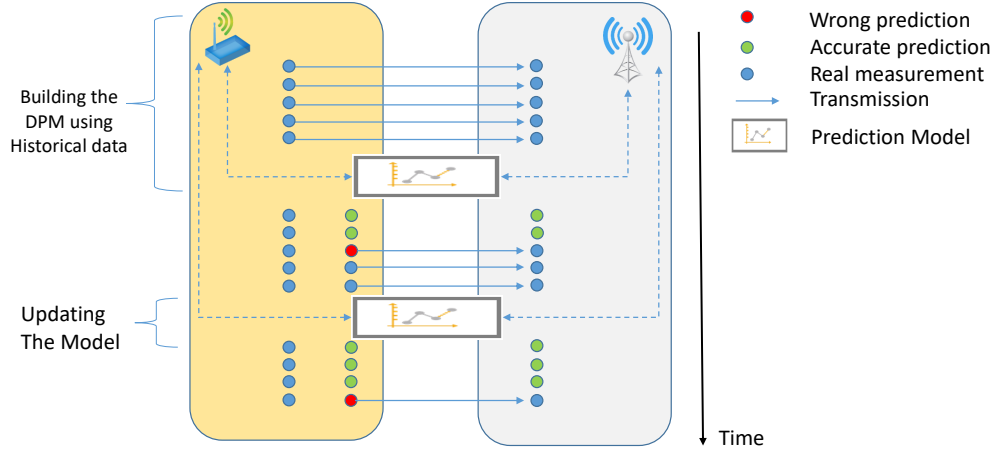 Building the
DPM using
Historical data
Updating
The Model
Wrong prediction
Accurate prediction
Real measurement
Transmission
Prediction Model
Time